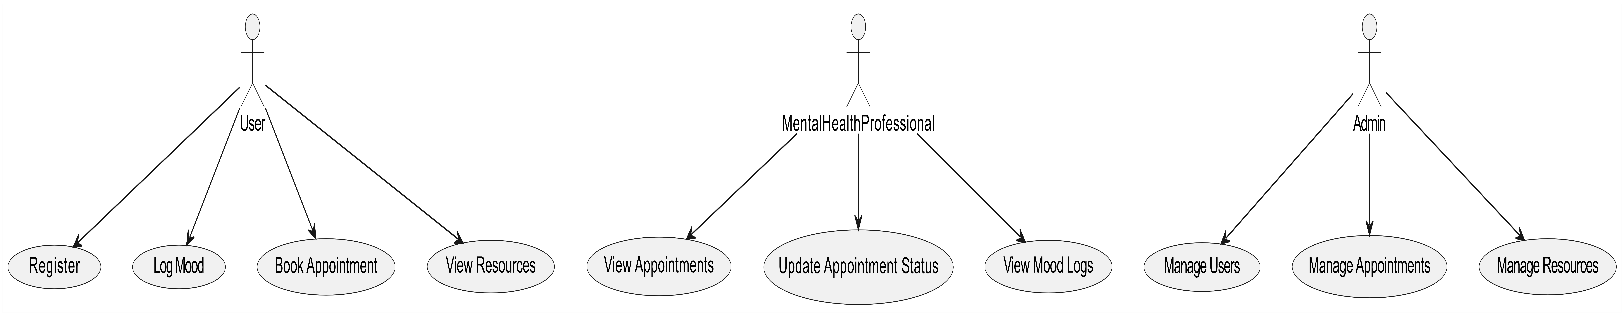 User
MentalHealthProfessional
Admin
Register
Log Mood
Book Appointment
View Resources
View Appointments
Update Appointment Status
View Mood Logs
Manage Users
Manage Appointments
Manage Resources